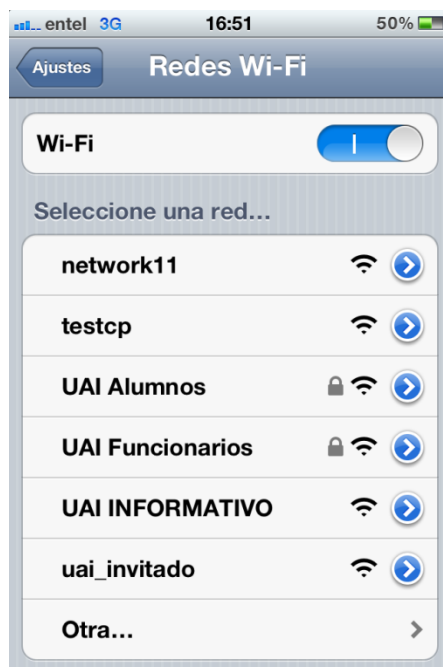 entel 3G 16:51 50%
Ajustes Redes Wi-Fi
Wi-Fi
Seleccione una red...
network11
testcp
UAI Alumnos
UAI Funcionarios
UAI INFORMATIVO
uai_invitado
Otra...